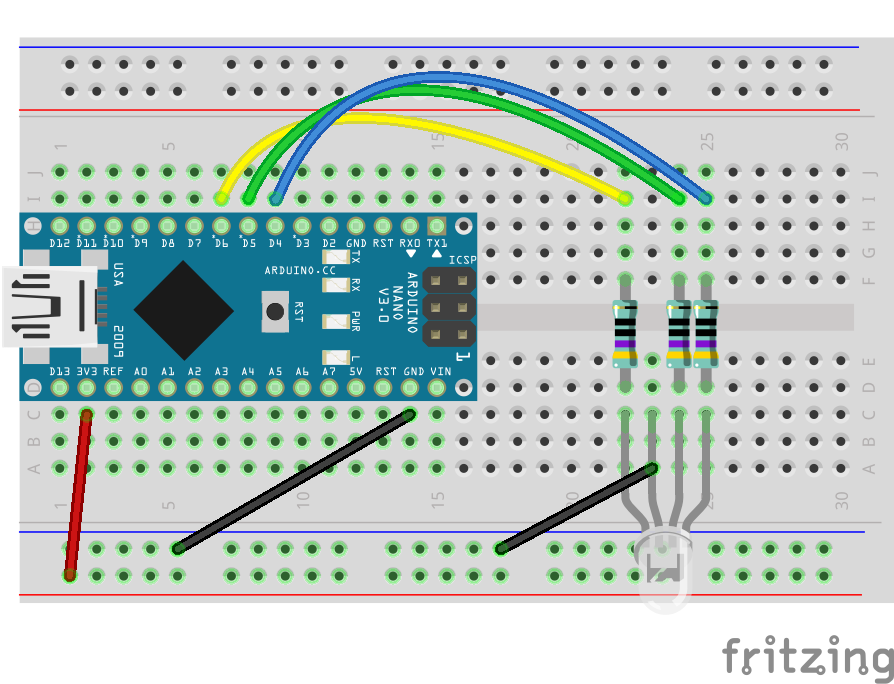 1 5 15 20 25 30
J J
I I
H H
G
F F
D12 D11 D10 D9 D8 D7 D6 D5 D4 D3 D2 GND RST RX0 TX1
USA
ARDUINO.CC
TX
RX
PWR
L
RST
ICSP
ARDUINO
NANO
V3.0
1
2009
D13 3V3 REF A0 A1 A2 A3 A4 A5 A6 A7 5V RST GND VIN
E
D D
C C
B B
A A
1 5 10 15 20 25 30
fritzing